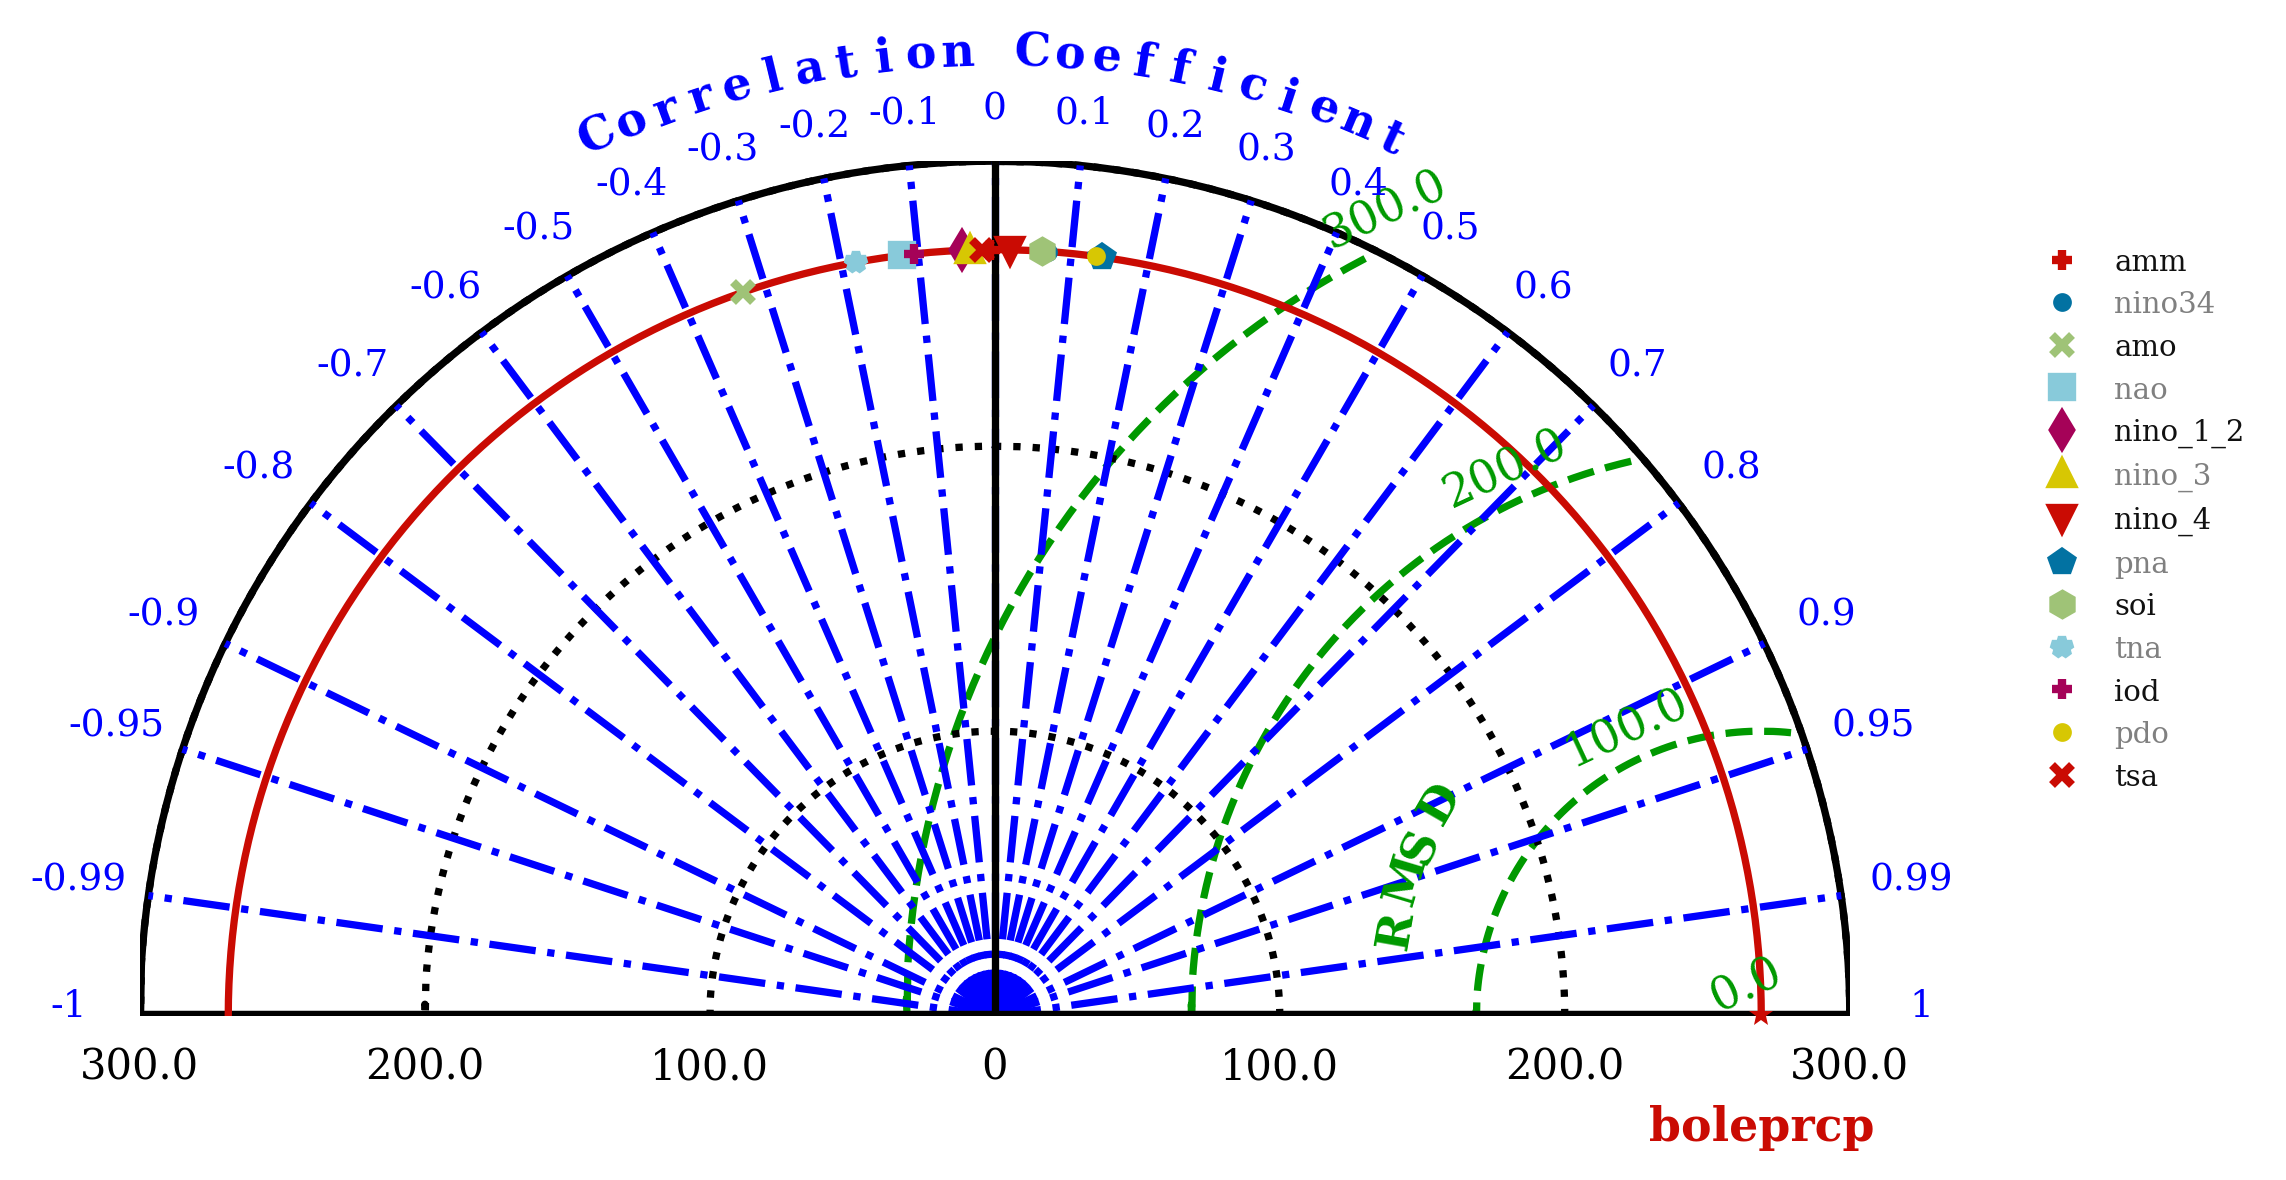 Correlation Coefficient
-1
-0.99
-0.95
-0.9
-0.8
-0.7
-0.6
-0.5
-0.4
-0.3
-0.2
-0.1
0
0.1
0.2
0.3
0.4
0.5
0.6
0.7
0.8
0.9
0.95
0.99
1
300.0
200.0
100.0
0.0
RMSD
300.0 200.0 100.0 0 100.0 200.0 300.0
boleprcp
amm
nino34
amo
nao
nino_1_2
nino_3
nino_4
pna
soi
tna
iod
pdo
tsa